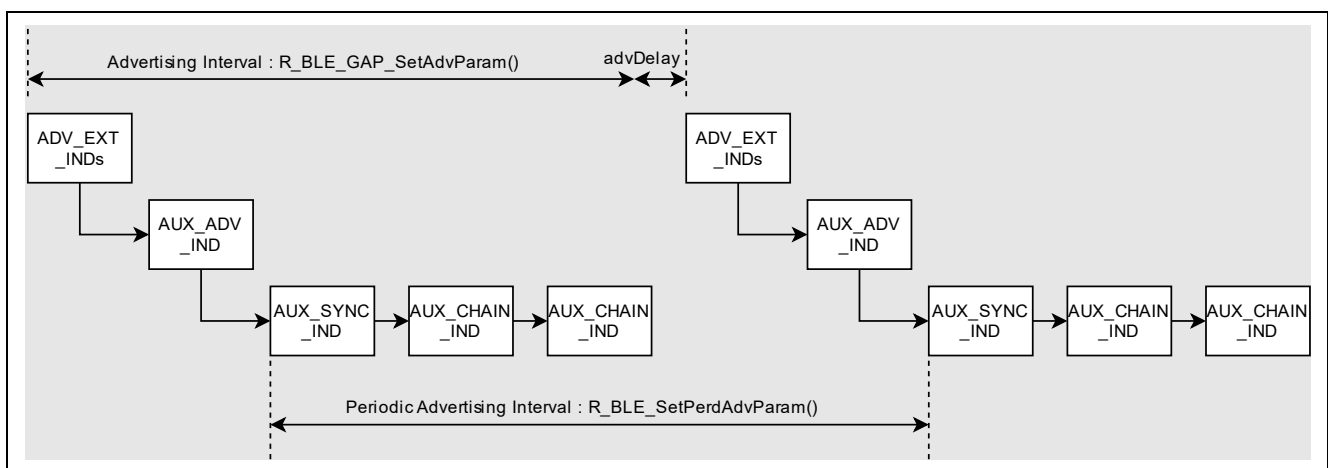 Advertising Interval : R_BLE_GAP_SetAdvParam()
advDelay
ADV_EXT
_INDs
ADV_EXT
_INDs
AUX_ADV
_IND
AUX_ADV
_IND
AUX_SYNC
_IND
AUX_CHAIN
_IND
AUX_CHAIN
_IND
AUX_SYNC
_IND
AUX_CHAIN
_IND
AUX_CHAIN
_IND
Periodic Advertising Interval : R_BLE_SetPerdAdvParam()